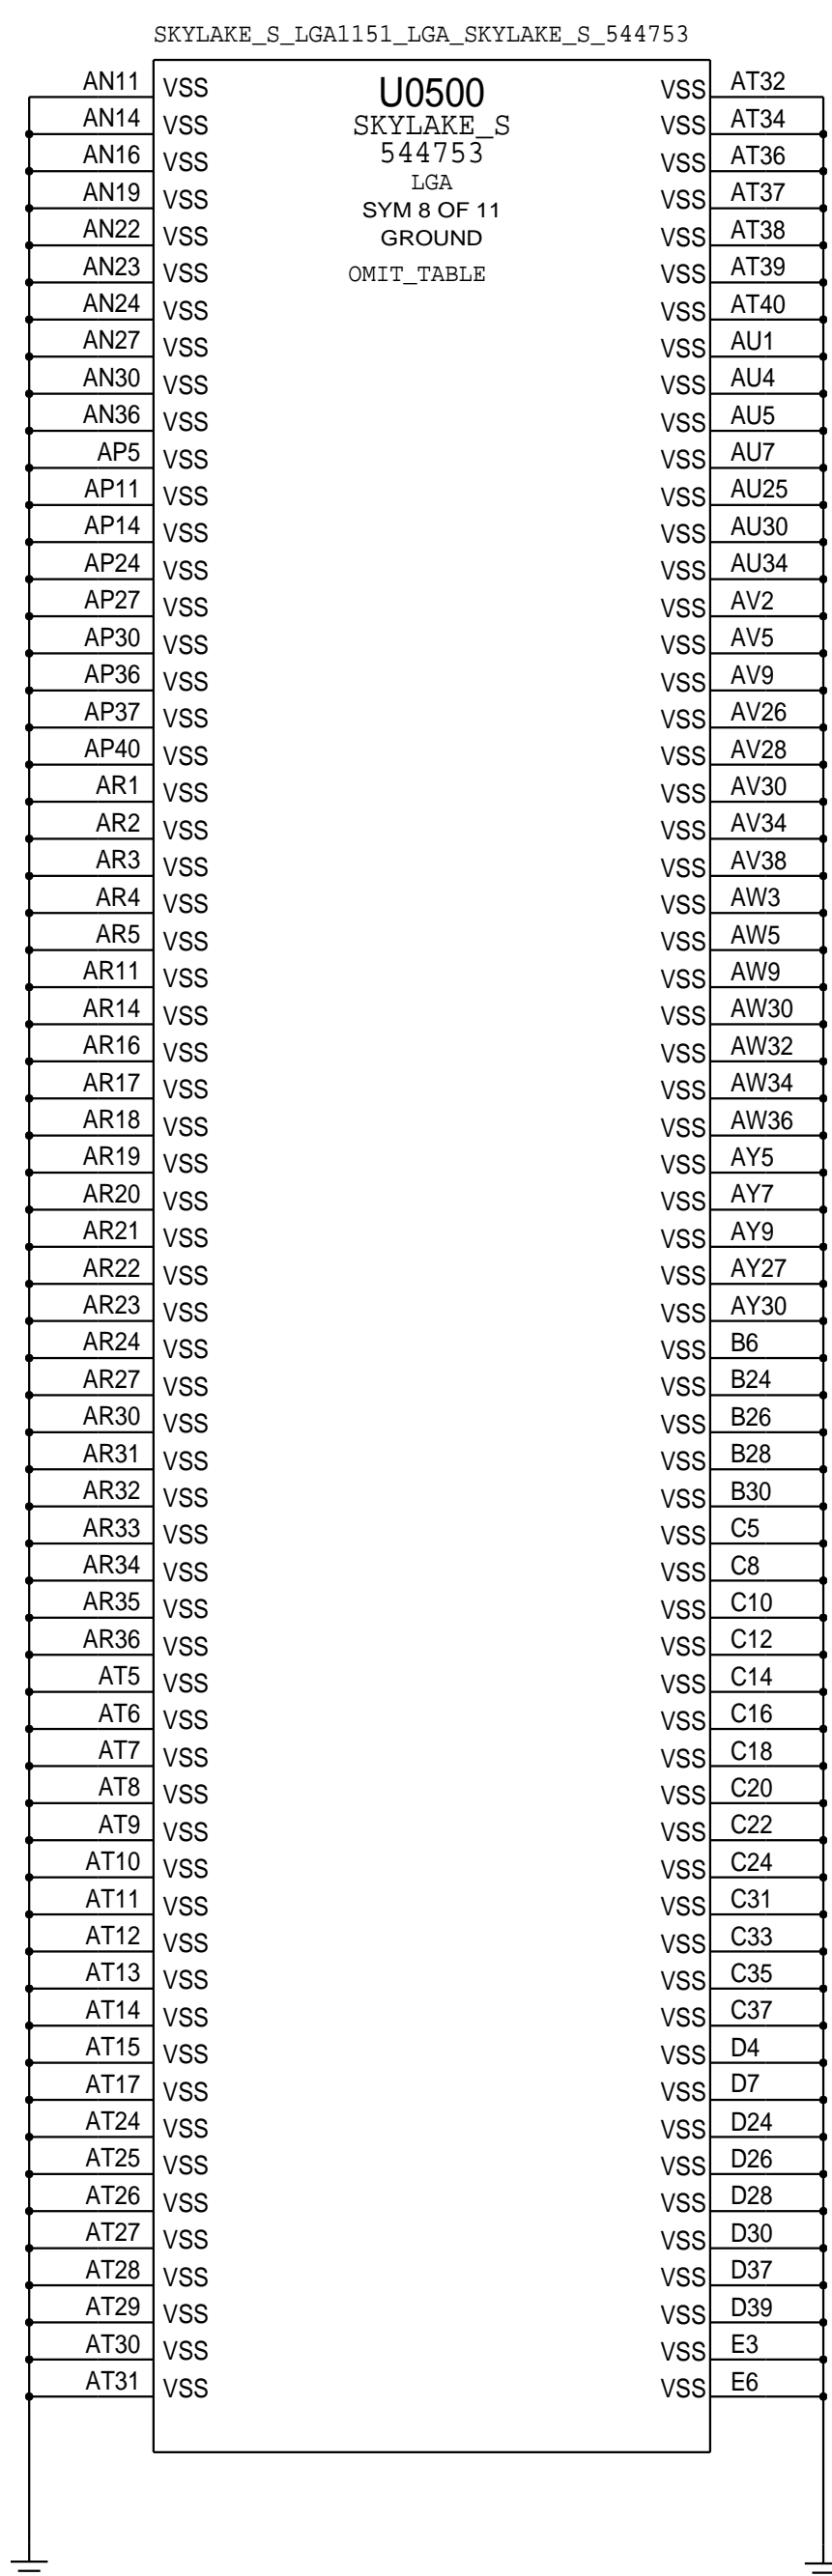 SKYLAKE_S_LGA1151_LGA_SKYLAKE_S_544753
U0500
SKYLAKE_S
544753
LGA
SYM 8 OF 11
GROUND
OMIT_TABLE
AN11 VSS VSS AT32
AN14 VSS VSS AT34
AN16 VSS VSS AT36
AN19 VSS VSS AT37
AN22 VSS VSS AT38
AN23 VSS VSS AT39
AN24 VSS VSS AT40
AN27 VSS VSS AU1
AN30 VSS VSS AU4
AN36 VSS VSS AU5
AP5 VSS VSS AU7
AP11 VSS VSS AU25
AP14 VSS VSS AU30
AP24 VSS VSS AU34
AP27 VSS VSS AV2
AP30 VSS VSS AV5
AP36 VSS VSS AV9
AP37 VSS VSS AV26
AP40 VSS VSS AV28
AR1 VSS VSS AV30
AR2 VSS VSS AV34
AR3 VSS VSS AV38
AR4 VSS VSS AW3
AR5 VSS VSS AW5
AR11 VSS VSS AW9
AR14 VSS VSS AW30
AR16 VSS VSS AW32
AR17 VSS VSS AW34
AR18 VSS VSS AW36
AR19 VSS VSS AY5
AR20 VSS VSS AY7
AR21 VSS VSS AY9
AR22 VSS VSS AY27
AR23 VSS VSS AY30
AR24 VSS VSS B6
AR27 VSS VSS B24
AR30 VSS VSS B26
AR31 VSS VSS B28
AR32 VSS VSS B30
AR33 VSS VSS C5
AR34 VSS VSS C8
AR35 VSS VSS C10
AR36 VSS VSS C12
AT5 VSS VSS C14
AT6 VSS VSS C16
AT7 VSS VSS C18
AT8 VSS VSS C20
AT9 VSS VSS C22
AT10 VSS VSS C24
AT11 VSS VSS C31
AT12 VSS VSS C33
AT13 VSS VSS C35
AT14 VSS VSS C37
AT15 VSS VSS D4
AT17 VSS VSS D7
AT24 VSS VSS D24
AT25 VSS VSS D26
AT26 VSS VSS D28
AT27 VSS VSS D30
AT28 VSS VSS D37
AT29 VSS VSS D39
AT30 VSS VSS E3
AT31 VSS VSS E6